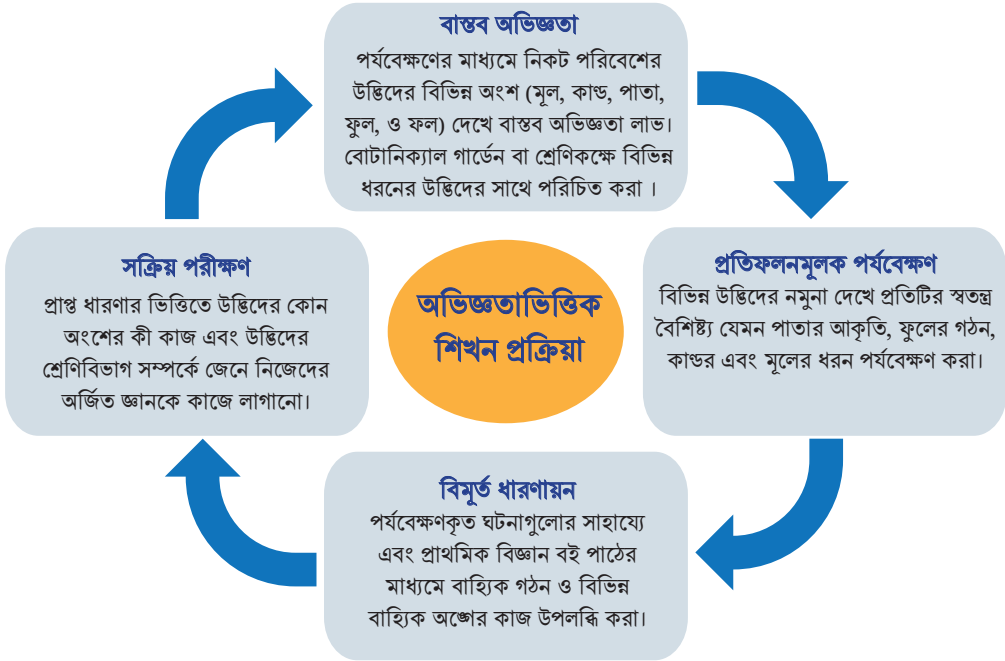 বাস্তব অভিজ্ঞতা
পর্যবেক্ষণের মাধ্যমে নিকট পরিবেশের
উদ্ভিদের বিভিন্ন অংশ (মূল, কান্ড, পাতা,
ফুল, ও ফল) দেখে বাস্তব অভিজ্ঞতা লাভ।
বোটানিক্যাল গার্ডেন বা শ্রেণিকক্ষে বিভিন্ন
ধরনের উদ্ভিদের সাথে পরিচিত করা ।
প্রতিফলনমূলক পর্যবেক্ষণ
বিভিন্ন উদ্ভিদের নমুনা দেখে প্রতিটির স্বতন্ত্র
বৈশিষ্ট্য যেমন পাতার আকৃতি, ফুলের গঠন,
কান্ডর এবং মূলের ধরন পর্যবেক্ষণ করা।
বিমূর্ত ধারণায়ন
পর্যবেক্ষণকৃত ঘটনাগুলোর সাহায্যে
এবং প্রাথমিক বিজ্ঞান বই পাঠের
মাধ্যমে বাহ্যিক গঠন ও বিভিন্ন
বাহ্যিক অঙ্গের কাজ উপলব্ধি করা।
সক্রিয় পরীক্ষণ
প্রাপ্ত ধারণার ভিত্তিতে উদ্ভিদের কোন
অংশের কী কাজ এবং উদ্ভিদের
শ্রেণিবিভাগ সম্পর্কে জেনে নিজেদের
অর্জিত জ্ঞানকে কাজে লাগানো।
অভিজ্ঞতাভিত্তিক
শিখন প্রক্রিয়া